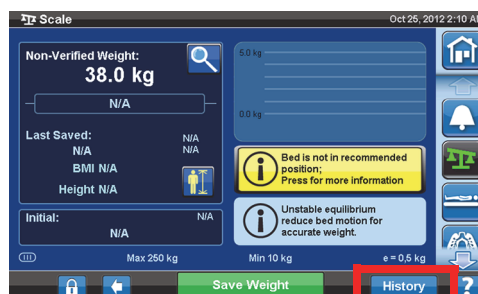 Scale
Oct 25, 2012 2:10 A
Non-Verified Weight:
38.0 kg
N/A
Last Saved:
N/A
N/A
N/A
BMI N/A
Height N/A
Initial:
N/A
N/A
5.0 kg
0.0 kg
Bed is not in recommended
position;
Press for more information
Unstable equilibrium
reduce bed motion for
accurate weight.
Max 250 kg
Min 10 kg
e = 0,5 kg
Save Weight
History
?